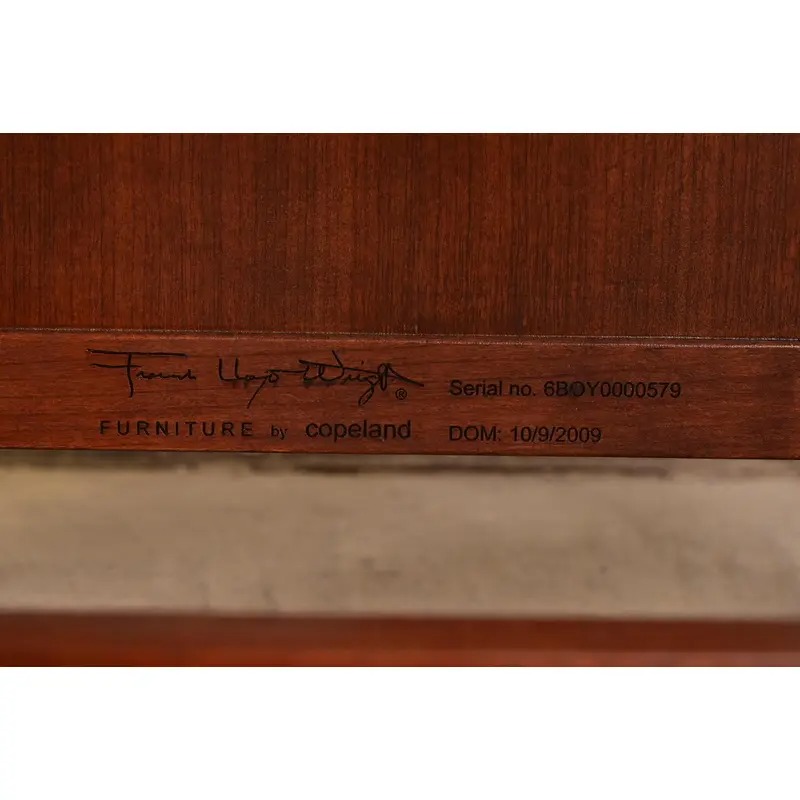 Frank Lloyd Wright ®
FURNITURE by copeland
Serial no. 6BOY0000579
DOM: 10/9/2009